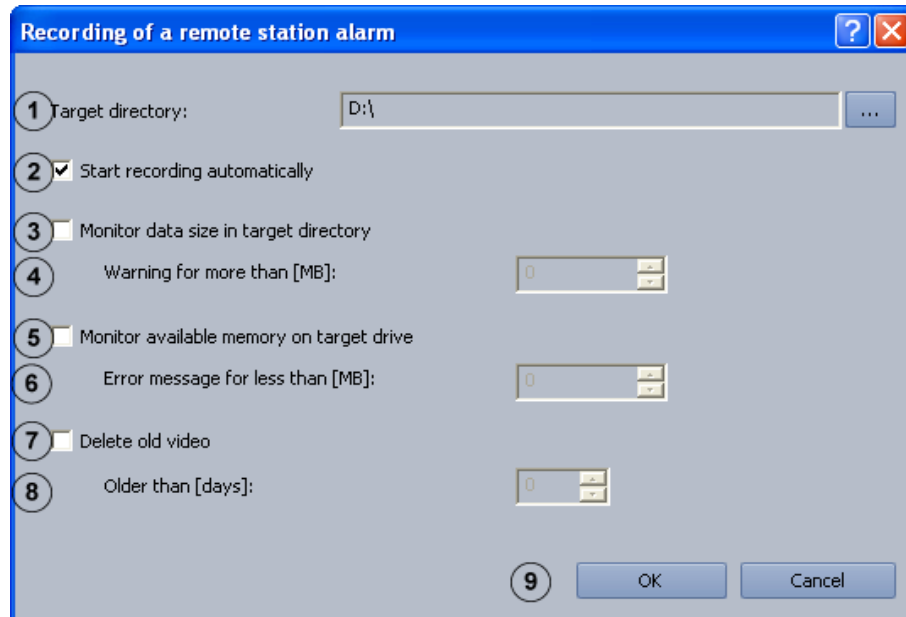 Recording of a remote station alarm ?
1 Target directory: D:\ ...
2 Start recording automatically
3 Monitor data size in target directory
4 Warning for more than [MB]: 0
5 Monitor available memory on target drive
6 Error message for less than [MB]: 0
7 Delete old video
8 Older than [days]: 0
9 OK Cancel